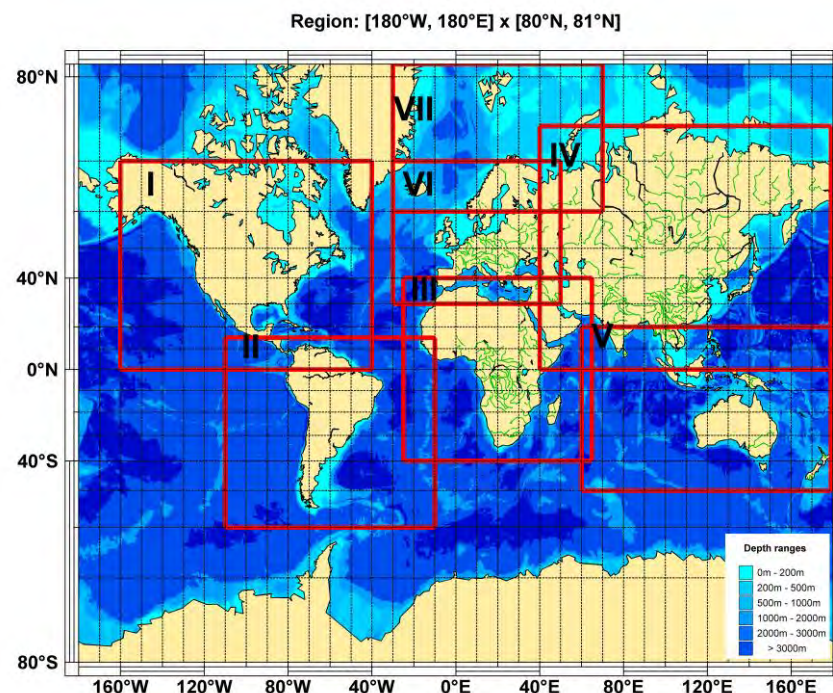 Region: [180°W, 180°E] x [80°N, 81°N]
80°N
VII
IV
I
VI
40°N
III
V
II
0°N
40°S
Depth ranges
0m - 200m
200m - 500m
500m - 1000m
1000m - 2000m
2000m - 3000m
> 3000m
80°S
160°W 120°W 80°W 40°W 0°E 40°E 80°E 120°E 160°E